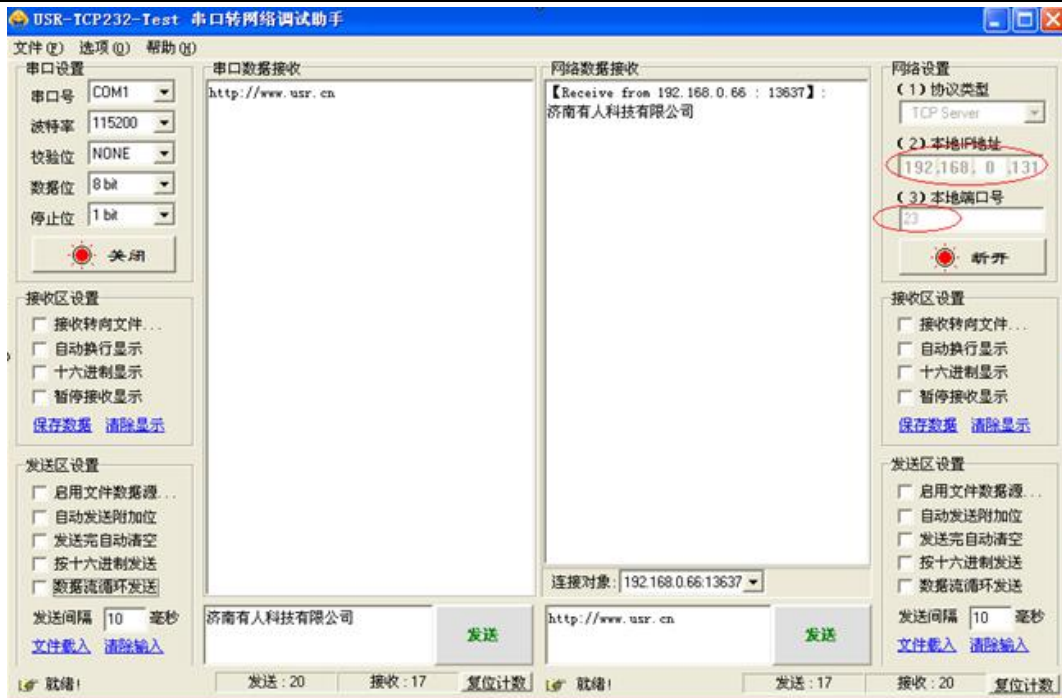 USR-TCP232-Test 串口转网络调试助手
文件(F) 选项(O) 帮助(H)
串口设置
串口号 COM1
波特率 115200
校验位 NONE
数据位 8 bit
停止位 1 bit
关闭
接收区设置
接收转向文件...
自动换行显示
十六进制显示
暂停接收显示
保存数据 清除显示
发送区设置
启用文件数据源...
自动发送附加位
发送完自动清空
按十六进制发送
数据流循环发送
发送间隔 10 毫秒
文件载入 清除输入
串口数据接收
http://www.usr.cn
济南有人科技有限公司
发送
网络数据接收
【Receive from 192.168.0.66 : 13637】:
济南有人科技有限公司
连接对象: 192.168.0.66:13637
http://www.usr.cn
发送
网络设置
(1) 协议类型
TCP Server
(2) 本地IP地址
192.168. 0 .131
(3) 本地端口号
23
断开
接收区设置
接收转向文件...
自动换行显示
十六进制显示
暂停接收显示
保存数据 清除显示
发送区设置
启用文件数据源...
自动发送附加位
发送完自动清空
按十六进制发送
数据流循环发送
发送间隔 10 毫秒
文件载入 清除输入
就绪! 发送:20 接收:17 复位计数
就绪! 发送:17 接收:20 复位计数